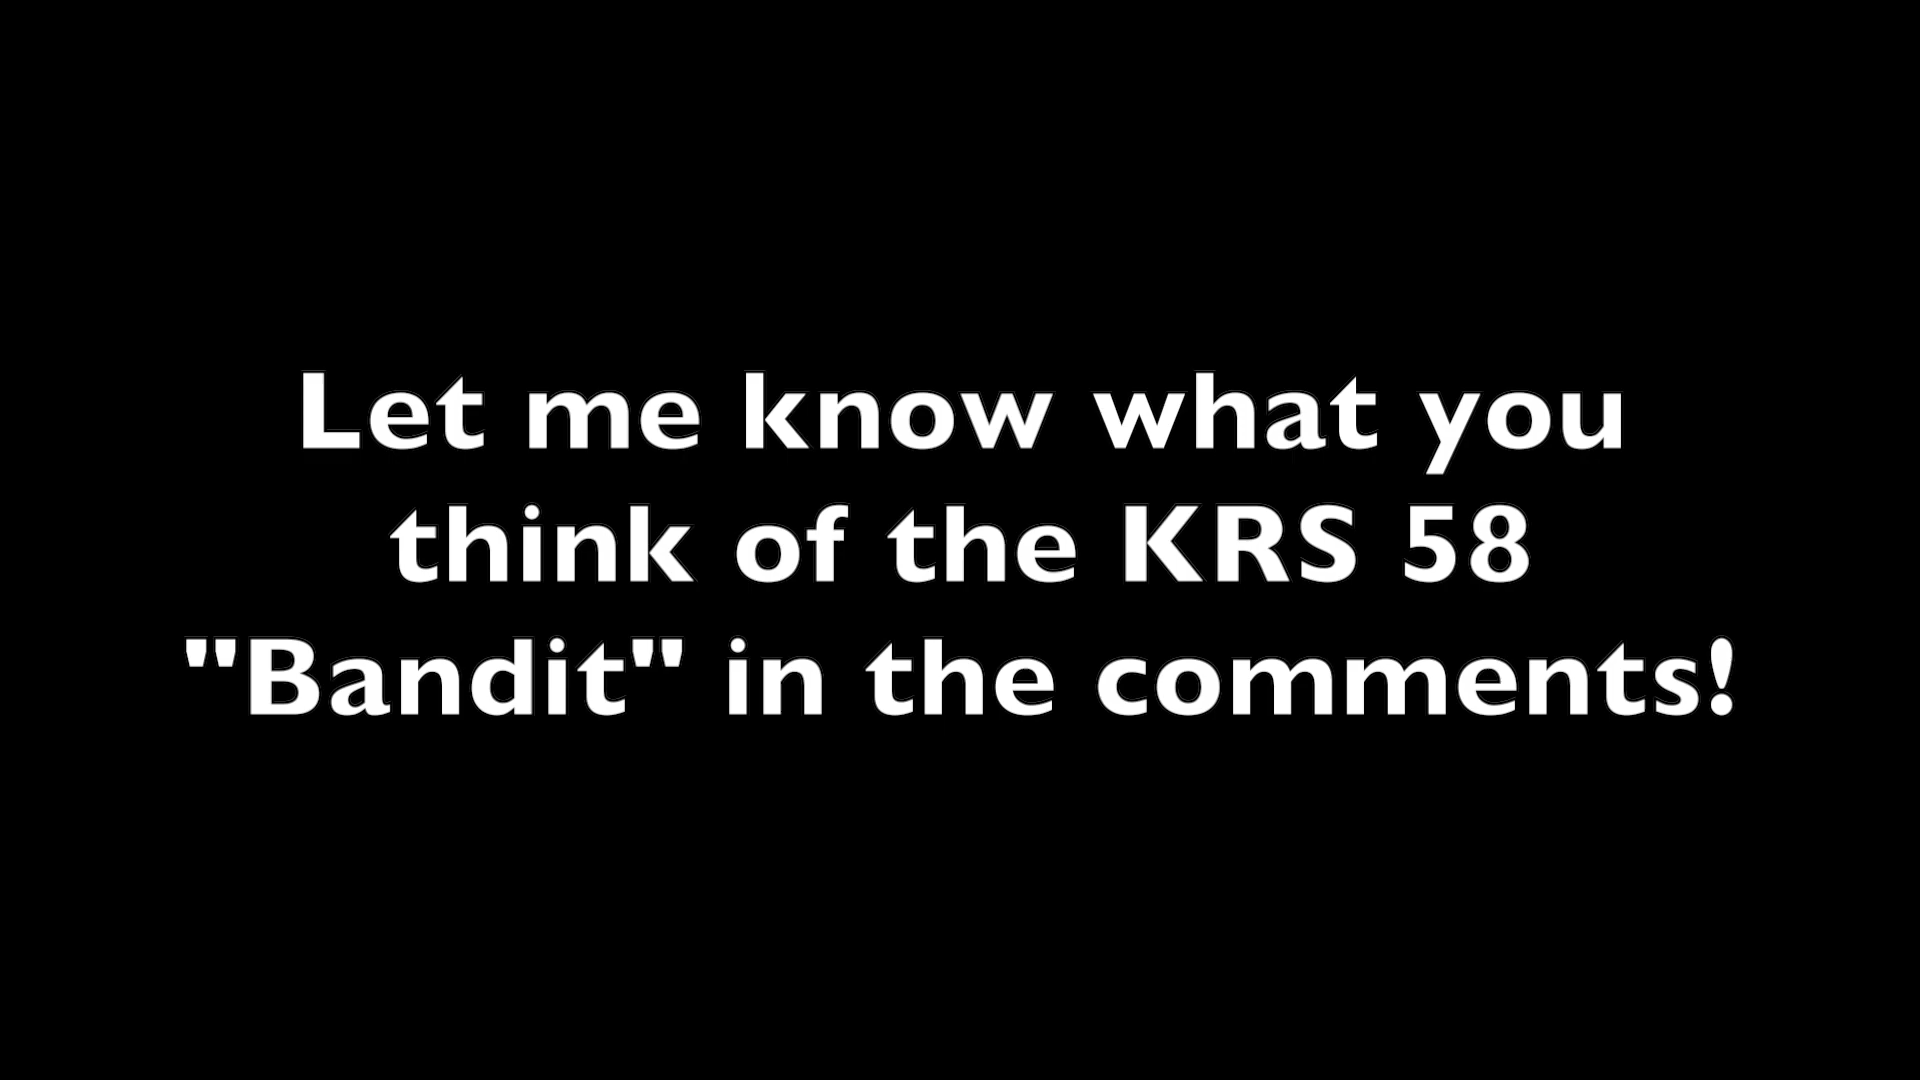 Let me know what you
think of the KRS 58
"Bandit" in the comments!